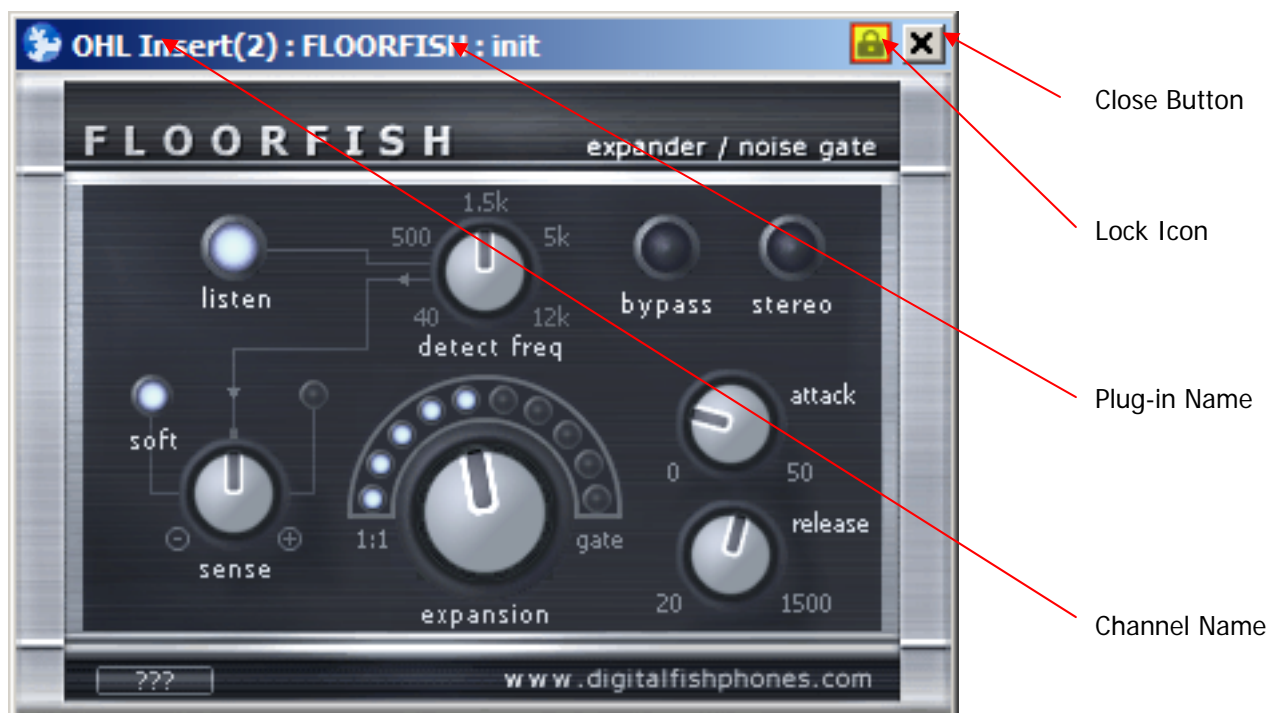 OHL Insert(2) : FLOORFISH : init
Close Button
FLOORFISH
expander / noise gate
1.5k
500
5k
Lock Icon
listen
bypass
stereo
40
12k
detect freq
attack
Plug-in Name
soft
0
50
release
1:1
gate
sense
20
1500
expansion
Channel Name
???
www.digitalfishphones.com